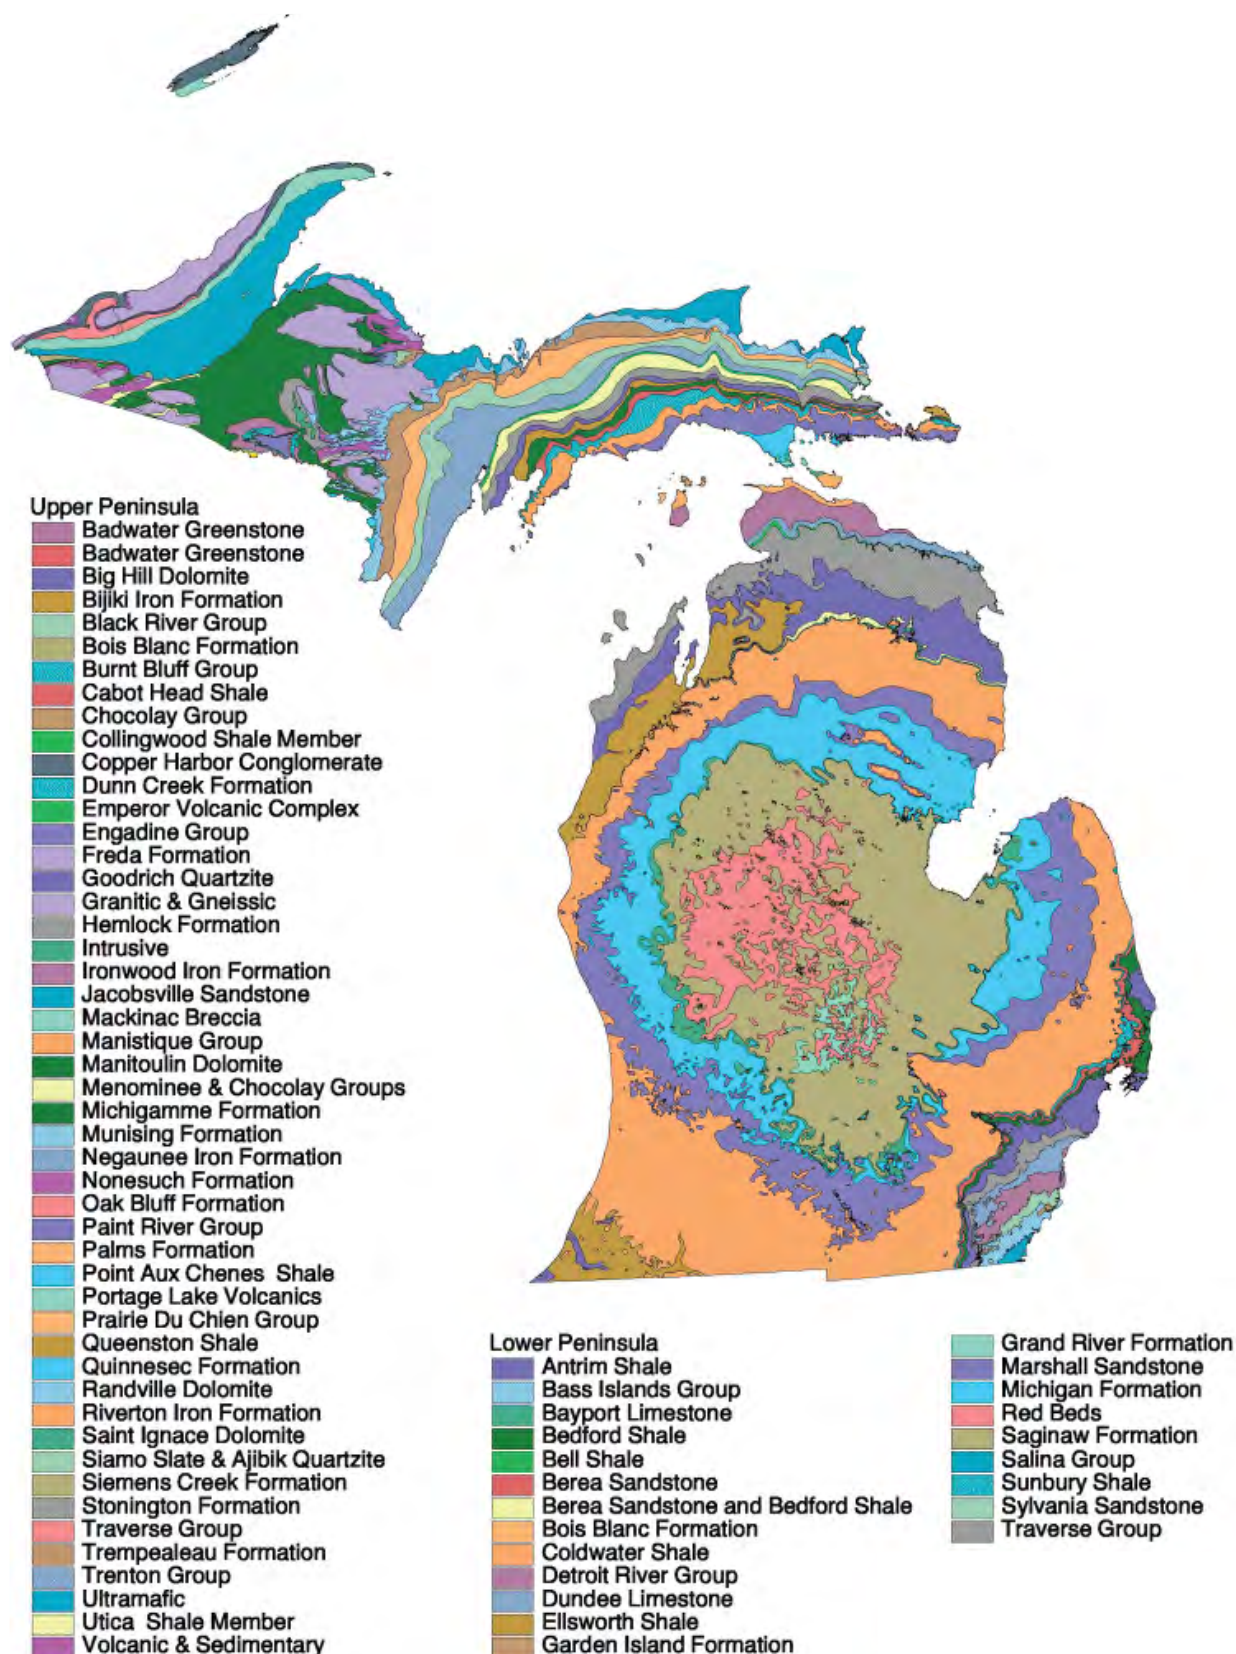 Upper Peninsula
Badwater Greenstone
Badwater Greenstone
Big Hill Dolomite
Bijiki Iron Formation
Black River Group
Bois Blanc Formation
Burnt Bluff Group
Cabot Head Shale
Chocolay Group
Collingwood Shale Member
Copper Harbor Conglomerate
Dunn Creek Formation
Emperor Volcanic Complex
Engadine Group
Freda Formation
Goodrich Quartzite
Granitic & Gneissic
Hemlock Formation
Intrusive
Ironwood Iron Formation
Jacobsville Sandstone
Mackinac Breccia
Manistique Group
Manitoulin Dolomite
Menominee & Chocolay Groups
Michigamme Formation
Munising Formation
Negaunee Iron Formation
Nonesuch Formation
Oak Bluff Formation
Paint River Group
Palms Formation
Point Aux Chenes Shale
Portage Lake Volcanics
Prairie Du Chien Group
Queenston Shale
Quinnesec Formation
Randville Dolomite
Riverton Iron Formation
Saint Ignace Dolomite
Siamo Slate & Ajibik Quartzite
Siemens Creek Formation
Stonington Formation
Traverse Group
Trempealeau Formation
Trenton Group
Ultramafic
Utica Shale Member
Volcanic & Sedimentary
Lower Peninsula
Antrim Shale
Bass Islands Group
Bayport Limestone
Bedford Shale
Bell Shale
Berea Sandstone
Berea Sandstone and Bedford Shale
Bois Blanc Formation
Coldwater Shale
Detroit River Group
Dundee Limestone
Ellsworth Shale
Garden Island Formation
Grand River Formation
Marshall Sandstone
Michigan Formation
Red Beds
Saginaw Formation
Salina Group
Sunbury Shale
Sylvania Sandstone
Traverse Group